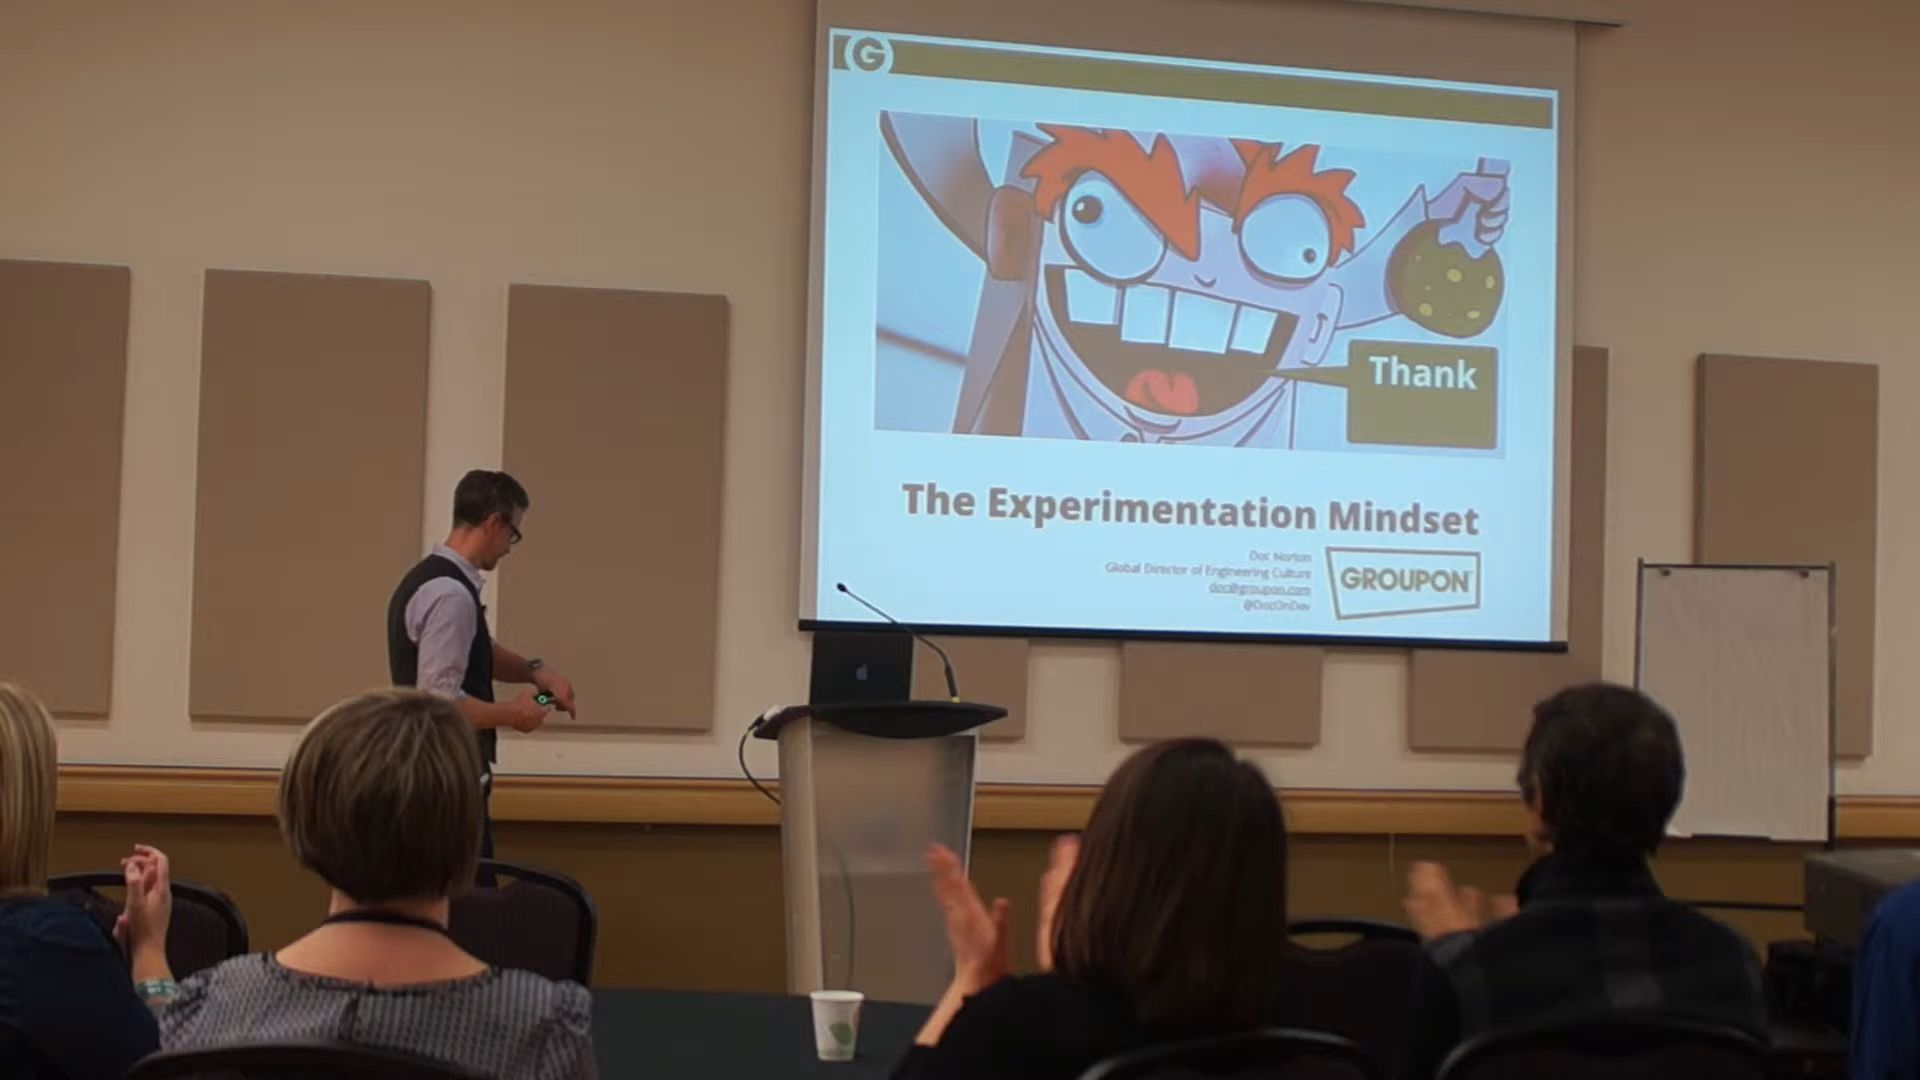 G
Thank
The Experimentation Mindset
Doc Norton
Global Director of Engineering Culture
doc@groupon.com
@DocOnDev
GROUPON